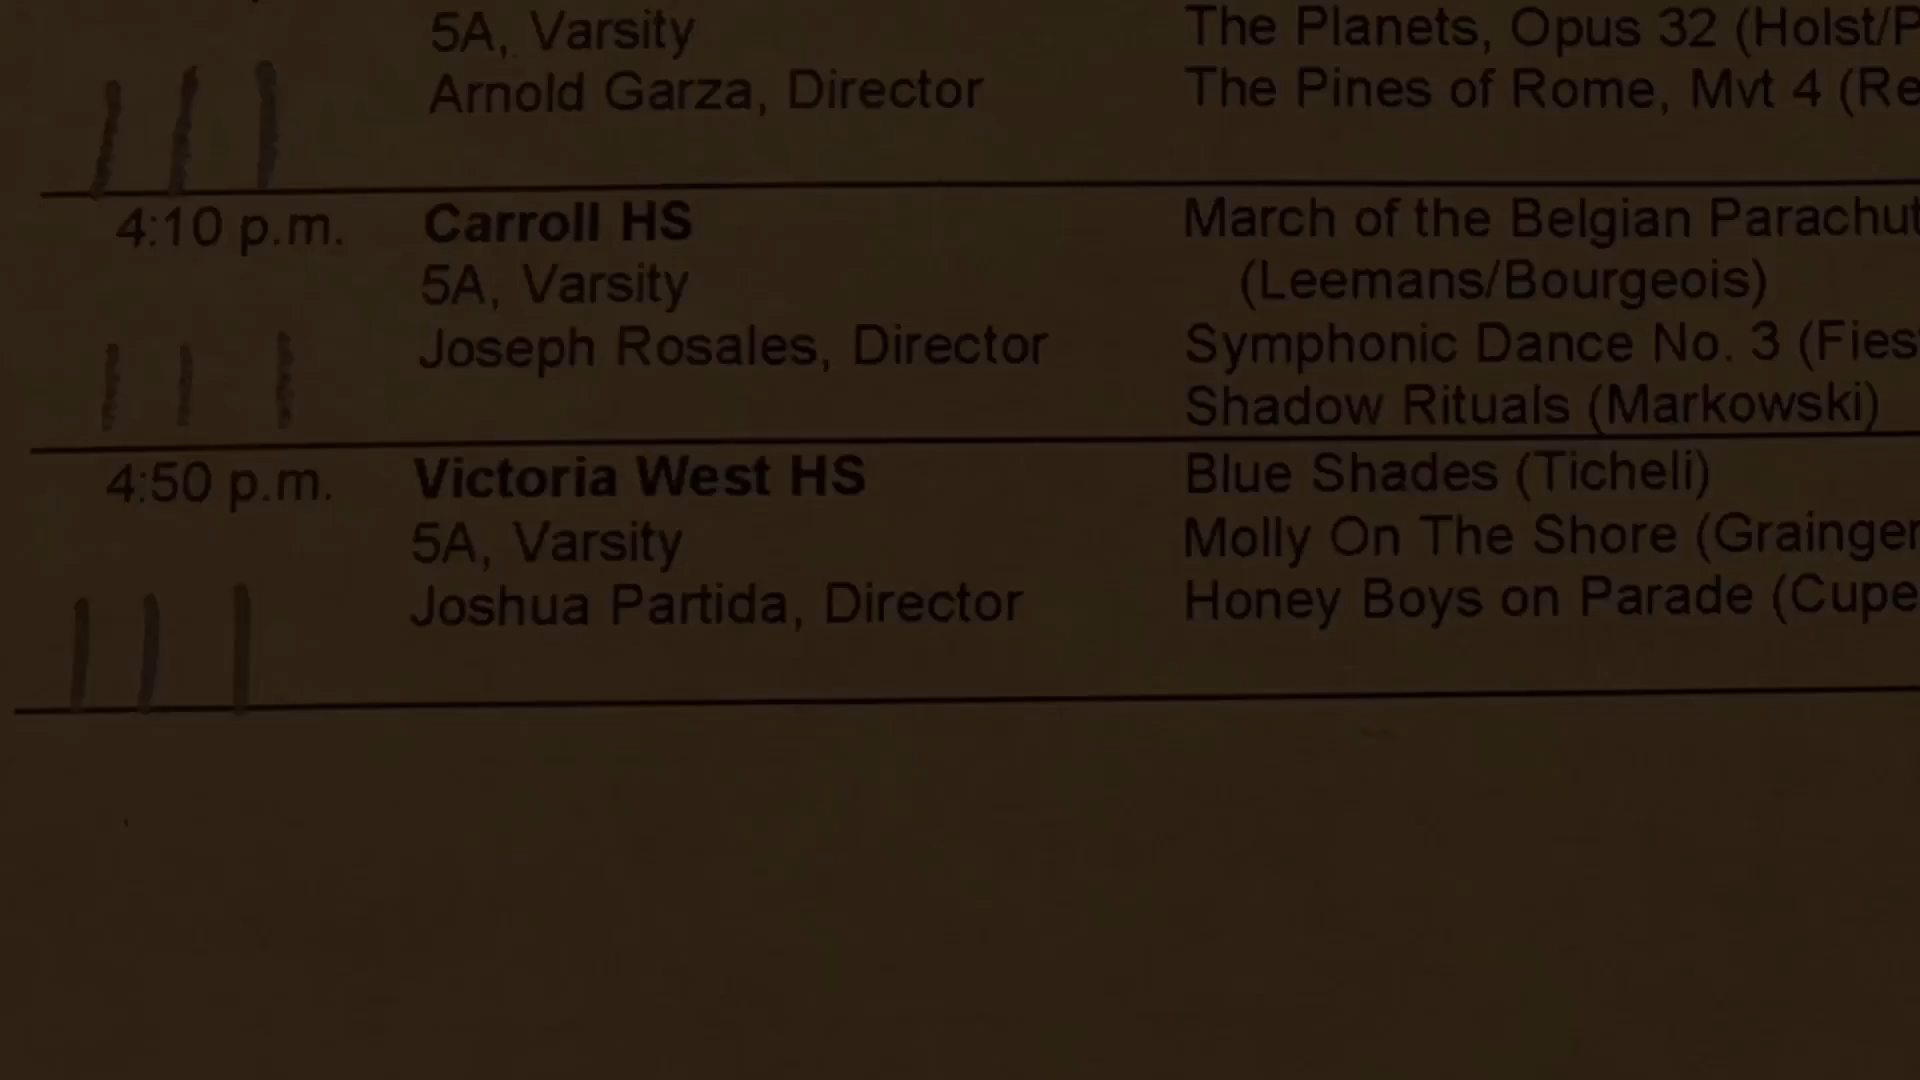 5A, Varsity The Planets, Opus 32 (Holst/P
Arnold Garza, Director The Pines of Rome, Mvt 4 (Re
4:10 p.m. Carroll HS March of the Belgian Parachut
5A, Varsity (Leemans/Bourgeois)
Joseph Rosales, Director Symphonic Dance No. 3 (Fies
Shadow Rituals (Markowski)
4:50 p.m. Victoria West HS Blue Shades (Ticheli)
5A, Varsity Molly On The Shore (Grainger
Joshua Partida, Director Honey Boys on Parade (Cupe